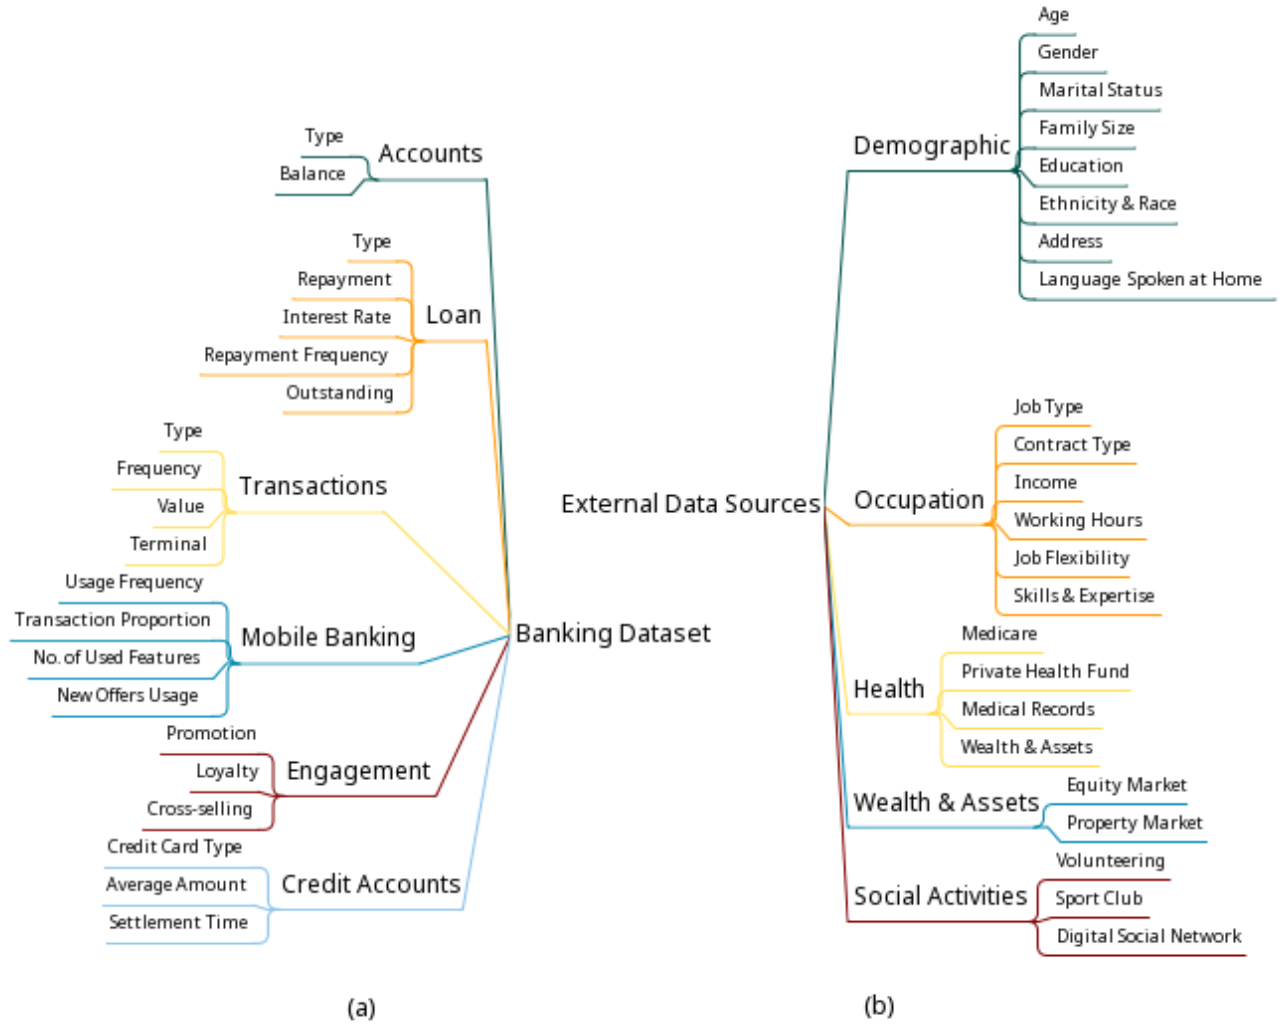 Type
Accounts
Balance
Type
Repayment
Interest Rate
Loan
Repayment Frequency
Outstanding
Type
Frequency
Transactions
Value
Terminal
Usage Frequency
Transaction Proportion
Mobile Banking
No. of Used Features
New Offers Usage
Banking Dataset
Promotion
Loyalty
Engagement
Cross-selling
Credit Card Type
Average Amount
Credit Accounts
Settlement Time
(a)
Age
Gender
Marital Status
Family Size
Demographic
Education
Ethnicity & Race
Address
Language Spoken at Home
External Data Sources
Job Type
Contract Type
Income
Occupation
Working Hours
Job Flexibility
Skills & Expertise
Medicare
Private Health Fund
Health
Medical Records
Wealth & Assets
Equity Market
Wealth & Assets
Property Market
Volunteering
Social Activities
Sport Club
Digital Social Network
(b)